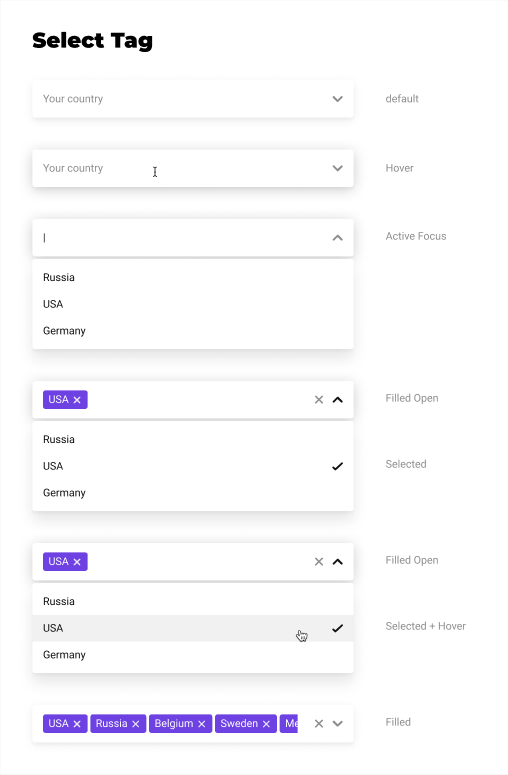 Select Tag
Your country default
Your country Hover
Active Focus
Russia
USA
Germany
USA Filled Open
Russia
USA Selected
Germany
USA Filled Open
Russia
USA Selected + Hover
Germany
USA Russia Belgium Sweden Me Filled